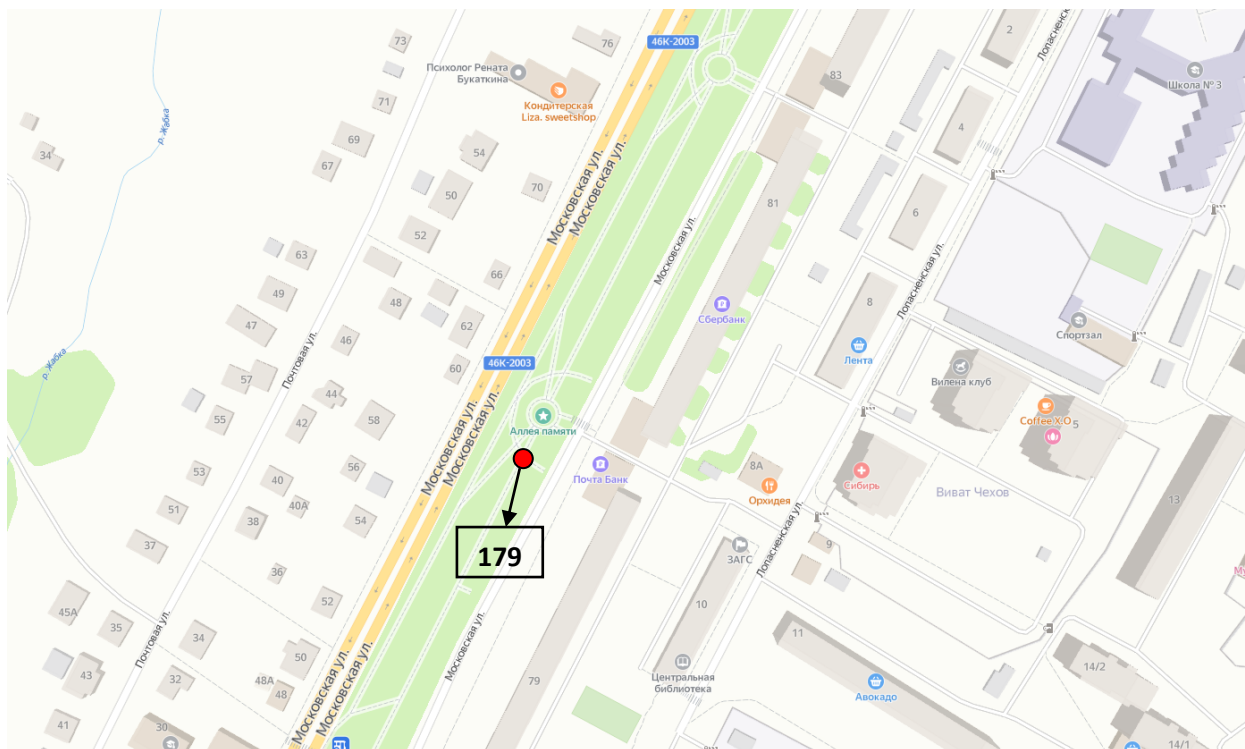 46К-2003
73
76
2
Лопасненск
Психолог Рената
Букаткина
83
Школа № 3
71
Кондитерская
Liza. sweetshop
р. Жабка
69
4
34
67
54
50
70
Московская ул.
Московская ул.
81
6
52
63
Московская ул.
Лопасненская ул.
66
49
48
Сбербанк
8
47
62
46
Спортзал
Почтовая ул.
46К-2003
Лента
60
р. Жабка
Вилена клуб
57
44
Coffee X.O
5
55
42
58
Московская ул.
Московская ул.
Аллея памяти
53
56
8А
Почта Банк
Сибирь
40
Орхидея
Виват Чехов
13
51
40А
38
54
Лопасненская ул.
37
9
ЗАГС
179
36
45А
52
10
35
11
34
Почтовая ул.
Московская ул.
50
14/2
43
Центральная
библиотека
32
48А
48
79
Авокадо
Московская ул.
Московская ул.
41
30
14/1